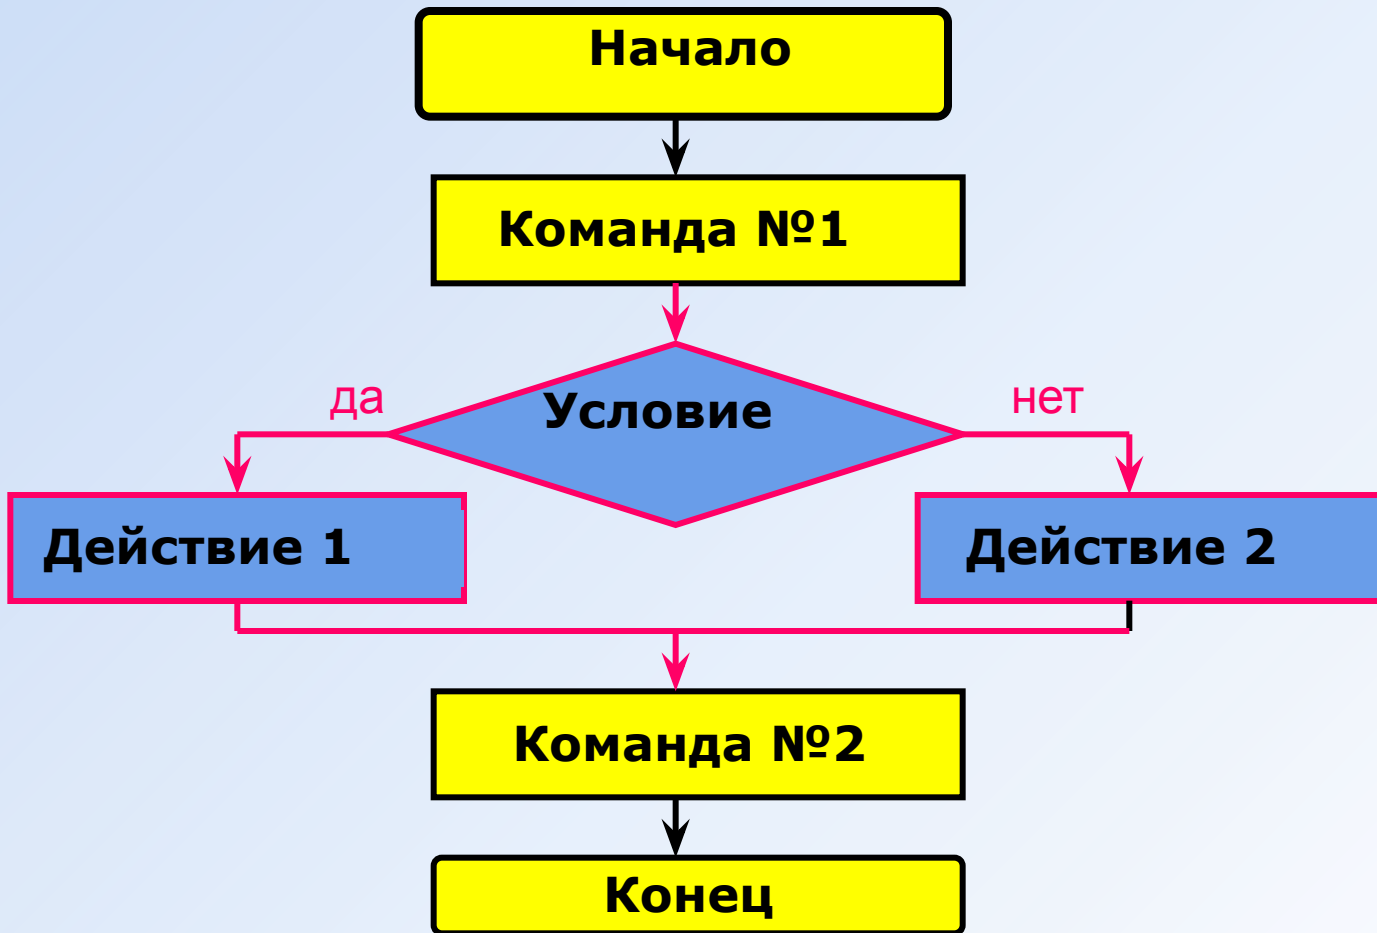 Начало
Команда №1
да
Условие
нет
Действие 1
Действие 2
Команда №2
Конец